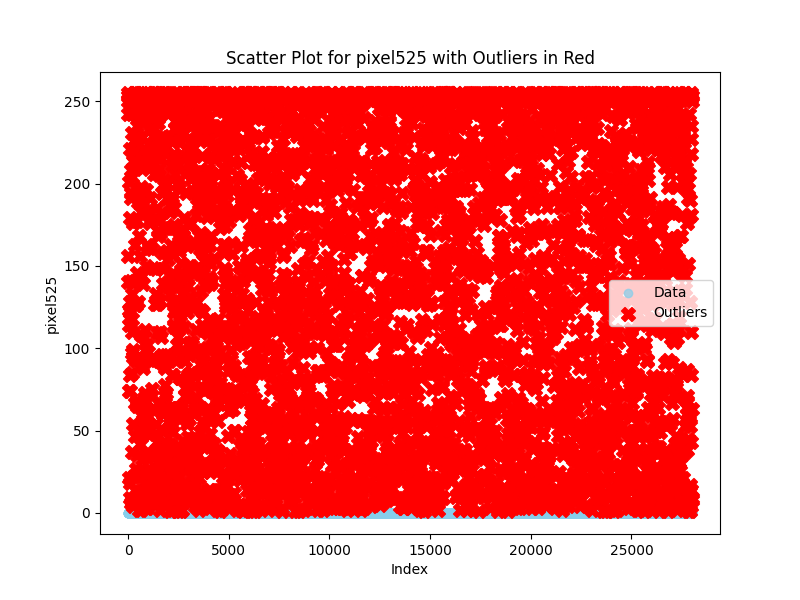 Scatter Plot for pixel525 with Outliers in Red
250
200
150
100
50
0
pixel525
Data
Outliers
0 5000 10000 15000 20000 25000
Index